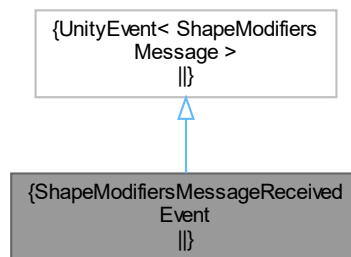 {UnityEvent< ShapeModifiers
Message >
||}
{ShapeModifiersMessageReceived
Event
||}